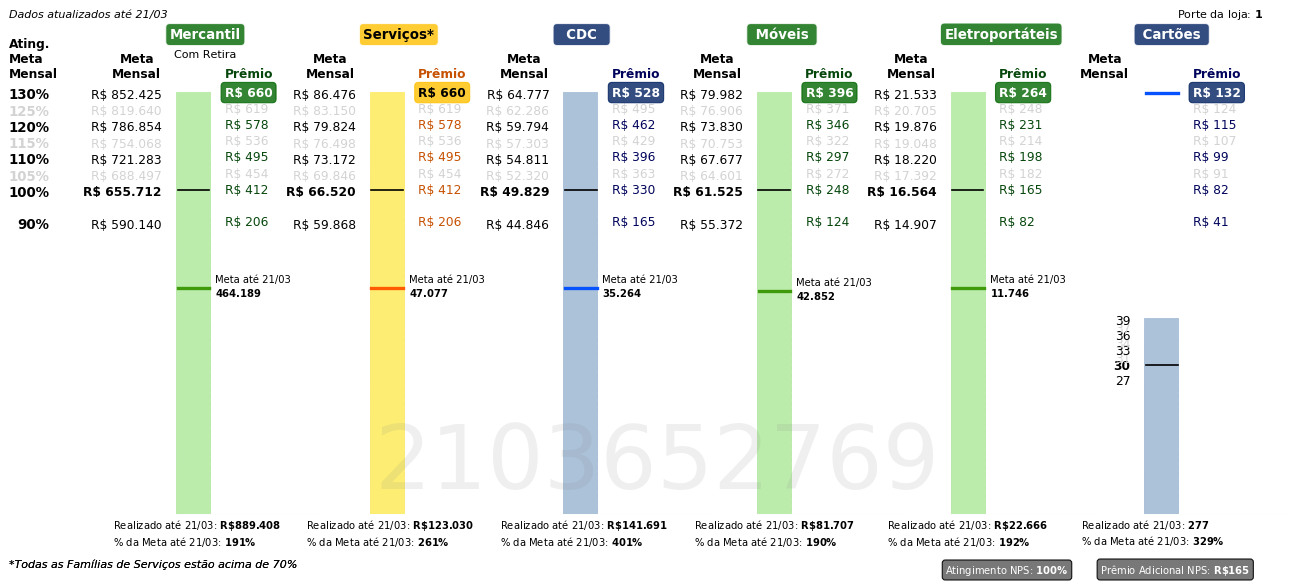 Dados atualizados até 21/03
Porte da loja: 1
Mercantil Serviços* CDC Móveis Eletroportáteis Cartões
Com Retira
Ating. Meta Mensal
Meta Mensal Prêmio Meta Mensal Prêmio Meta Mensal Prêmio Meta Mensal Prêmio Meta Mensal Prêmio Meta Mensal Prêmio
130% R$ 852.425 R$ 660 R$ 86.476 R$ 660 R$ 64.777 R$ 528 R$ 79.982 R$ 396 R$ 21.533 R$ 264 R$ 132
125% R$ 819.640 R$ 619 R$ 83.150 R$ 619 R$ 62.286 R$ 495 R$ 76.906 R$ 371 R$ 20.705 R$ 248 R$ 124
120% R$ 786.854 R$ 578 R$ 79.824 R$ 578 R$ 59.794 R$ 462 R$ 73.830 R$ 346 R$ 19.876 R$ 231 R$ 115
115% R$ 754.068 R$ 536 R$ 76.498 R$ 536 R$ 57.303 R$ 429 R$ 70.753 R$ 322 R$ 19.048 R$ 214 R$ 107
110% R$ 721.283 R$ 495 R$ 73.172 R$ 495 R$ 54.811 R$ 396 R$ 67.677 R$ 297 R$ 18.220 R$ 198 R$ 99
105% R$ 688.497 R$ 454 R$ 69.846 R$ 454 R$ 52.320 R$ 363 R$ 64.601 R$ 272 R$ 17.392 R$ 182 R$ 91
100% R$ 655.712 R$ 412 R$ 66.520 R$ 412 R$ 49.829 R$ 330 R$ 61.525 R$ 248 R$ 16.564 R$ 165 R$ 82
90% R$ 590.140 R$ 206 R$ 59.868 R$ 206 R$ 44.846 R$ 165 R$ 55.372 R$ 124 R$ 14.907 R$ 82 R$ 41
Meta até 21/03 Meta até 21/03 Meta até 21/03 Meta até 21/03 Meta até 21/03
464.189 47.077 35.264 42.852 11.746
39
36
33
30
27
2103652769
Realizado até 21/03: R$889.408 Realizado até 21/03: R$123.030 Realizado até 21/03: R$141.691 Realizado até 21/03: R$81.707 Realizado até 21/03: R$22.666 Realizado até 21/03: 277
% da Meta até 21/03: 191% % da Meta até 21/03: 261% % da Meta até 21/03: 401% % da Meta até 21/03: 190% % da Meta até 21/03: 192% % da Meta até 21/03: 329%
*Todas as Famílias de Serviços estão acima de 70%
Atingimento NPS: 100% Prêmio Adicional NPS: R$165